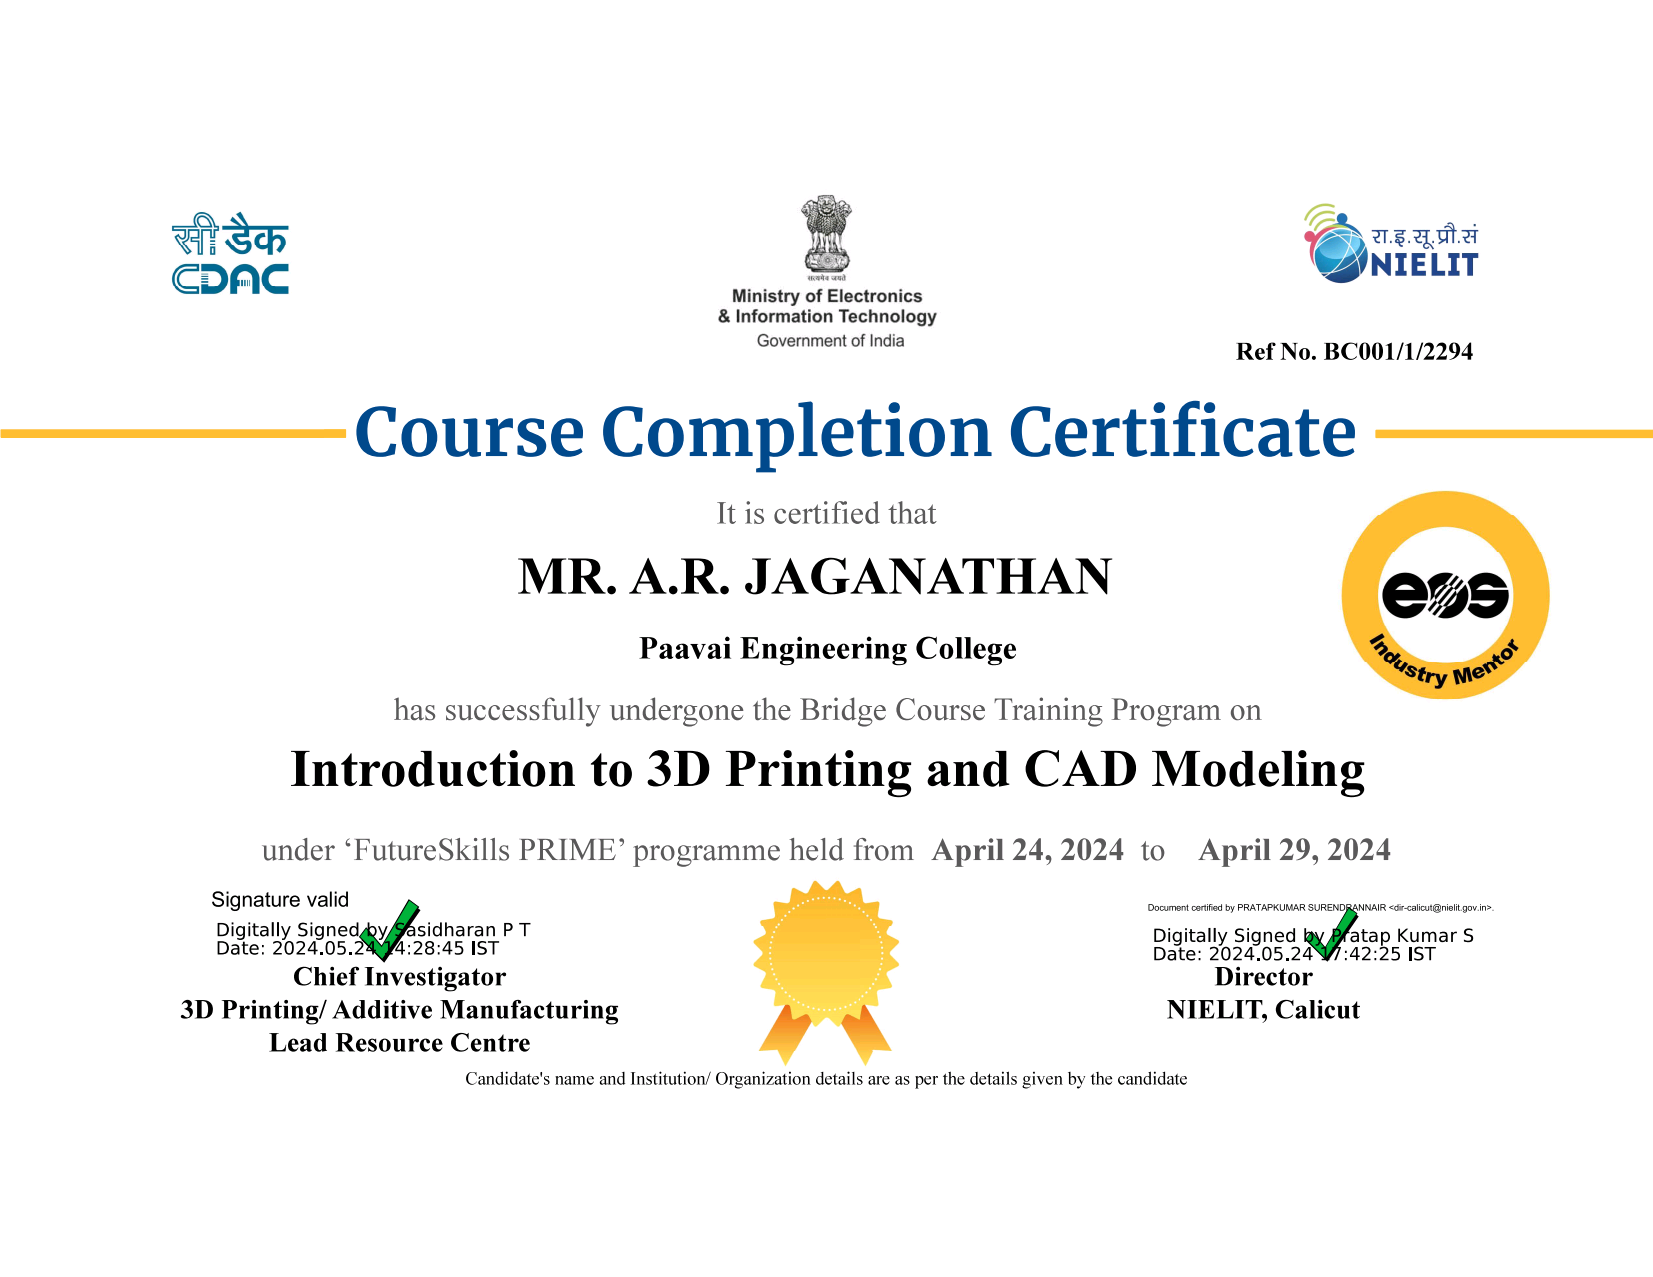 सी डैक
CDAC
सत्यमेव जयते
Ministry of Electronics
& Information Technology
Government of India
रा.इ.सू.प्रौ.सं
NIELIT
Ref No. BC001/1/2294
Course Completion Certificate
It is certified that
MR. A.R. JAGANATHAN
Paavai Engineering College
eos
Industry Mentor
has successfully undergone the Bridge Course Training Program on
Introduction to 3D Printing and CAD Modeling
under ‘FutureSkills PRIME’ programme held from April 24, 2024 to April 29, 2024
Signature valid
Digitally Signed by Sasidharan P T
Date: 2024.05.24 14:28:45 IST
Chief Investigator
3D Printing/ Additive Manufacturing
Lead Resource Centre
Document certified by PRATAPKUMAR SURENDRANNAIR <dir-calicut@nielit.gov.in>.
Digitally Signed by Pratap Kumar S
Date: 2024.05.24 17:42:25 IST
Director
NIELIT, Calicut
Candidate's name and Institution/ Organization details are as per the details given by the candidate